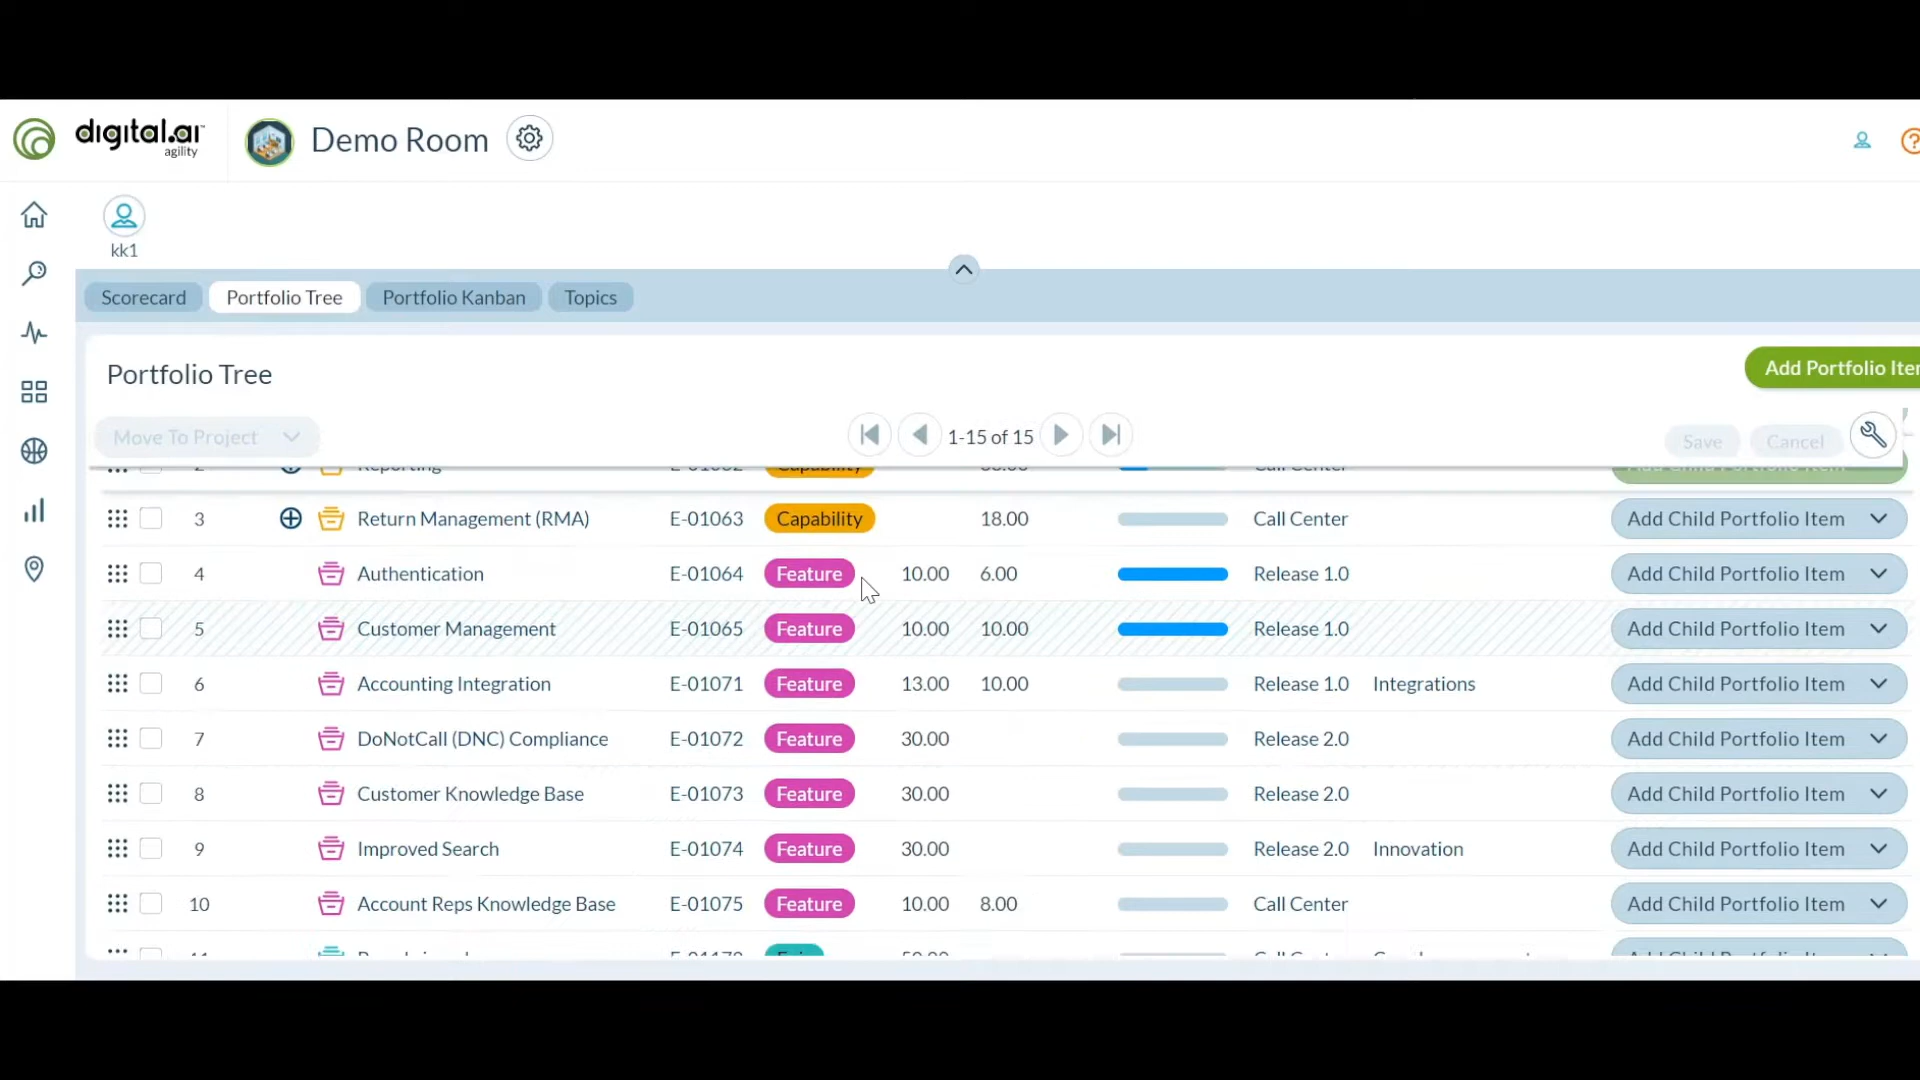 digital.ai
agility
Demo Room
kk1
Scorecard Portfolio Tree Portfolio Kanban Topics
Portfolio Tree
Add Portfolio Iter
Move To Project 1-15 of 15 Save Cancel
2 Reporting E-01062 Capability Call Center Add Child Portfolio Item
3 Return Management (RMA) E-01063 Capability 18.00 Call Center Add Child Portfolio Item
4 Authentication E-01064 Feature 10.00 6.00 Release 1.0 Add Child Portfolio Item
5 Customer Management E-01065 Feature 10.00 10.00 Release 1.0 Add Child Portfolio Item
6 Accounting Integration E-01071 Feature 13.00 10.00 Release 1.0 Integrations Add Child Portfolio Item
7 DoNotCall (DNC) Compliance E-01072 Feature 30.00 Release 2.0 Add Child Portfolio Item
8 Customer Knowledge Base E-01073 Feature 30.00 Release 2.0 Add Child Portfolio Item
9 Improved Search E-01074 Feature 30.00 Release 2.0 Innovation Add Child Portfolio Item
10 Account Reps Knowledge Base E-01075 Feature 10.00 8.00 Call Center Add Child Portfolio Item
11 Epic Call Center Add Child Portfolio Item